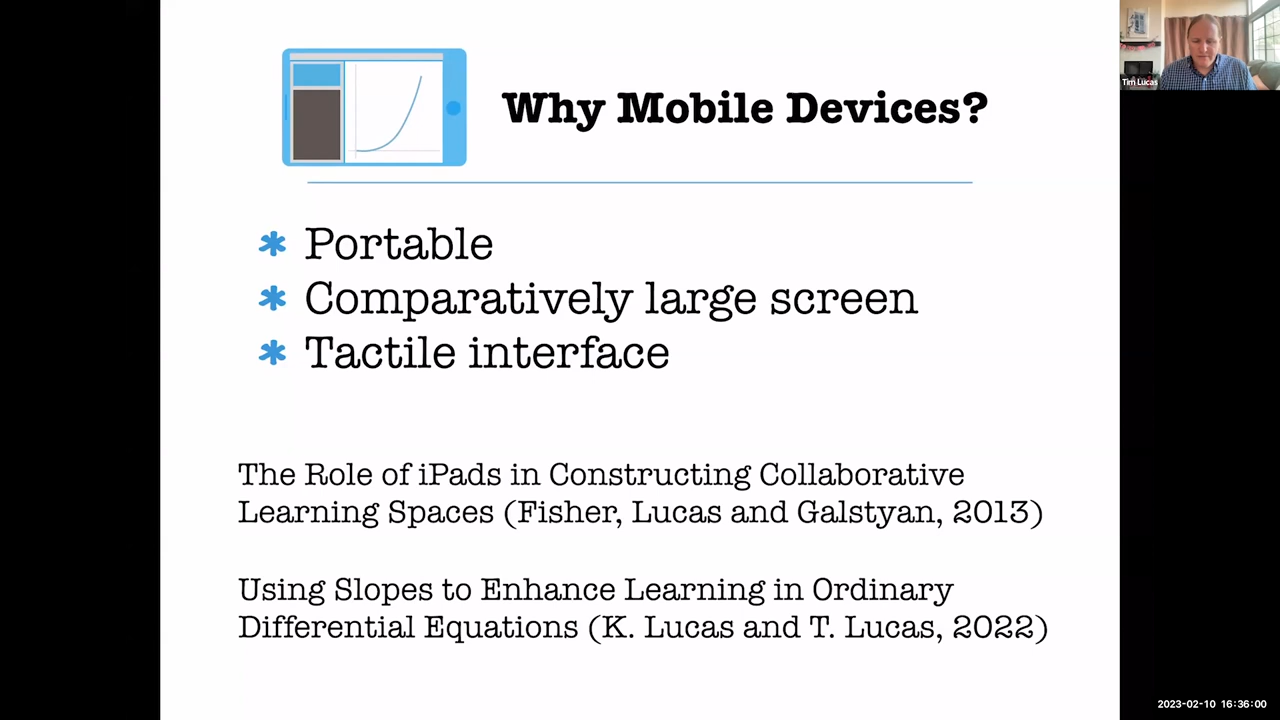 Why Mobile Devices?
Tim Lucas
* Portable
* Comparatively large screen
* Tactile interface
The Role of iPads in Constructing Collaborative
Learning Spaces (Fisher, Lucas and Galstyan, 2013)
Using Slopes to Enhance Learning in Ordinary
Differential Equations (K. Lucas and T. Lucas, 2022)
2023-02-10 16:36:00